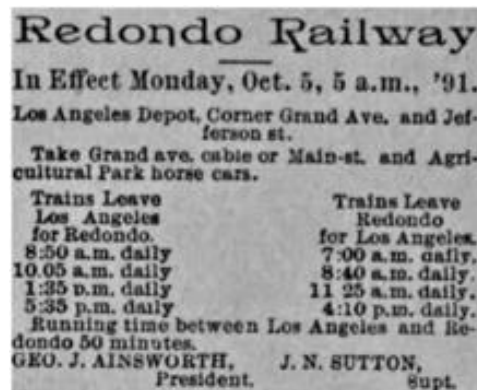 Redondo Railway
In Effect Monday, Oct. 5, 5 a.m., '91.
Los Angeles Depot, Corner Grand Ave. and Jef-
ferson st.
Take Grand ave. cable or Main-st. and Agri-
cultural Park horse cars.
Trains Leave Trains Leave
Los Angeles Redondo
for Redondo. for Los Angeles.
8:50 a.m. daily 7:00 a.m. daily.
10.05 a.m. daily 8:40 a.m. daily.
1:35 p.m. daily 11 25 a.m. daily.
5:35 p.m. daily 4:10 p.m. daily.
Running time between Los Angeles and Re-
dondo 50 minutes.
GEO. J. AINSWORTH, J. N. SUTTON,
President. Supt.